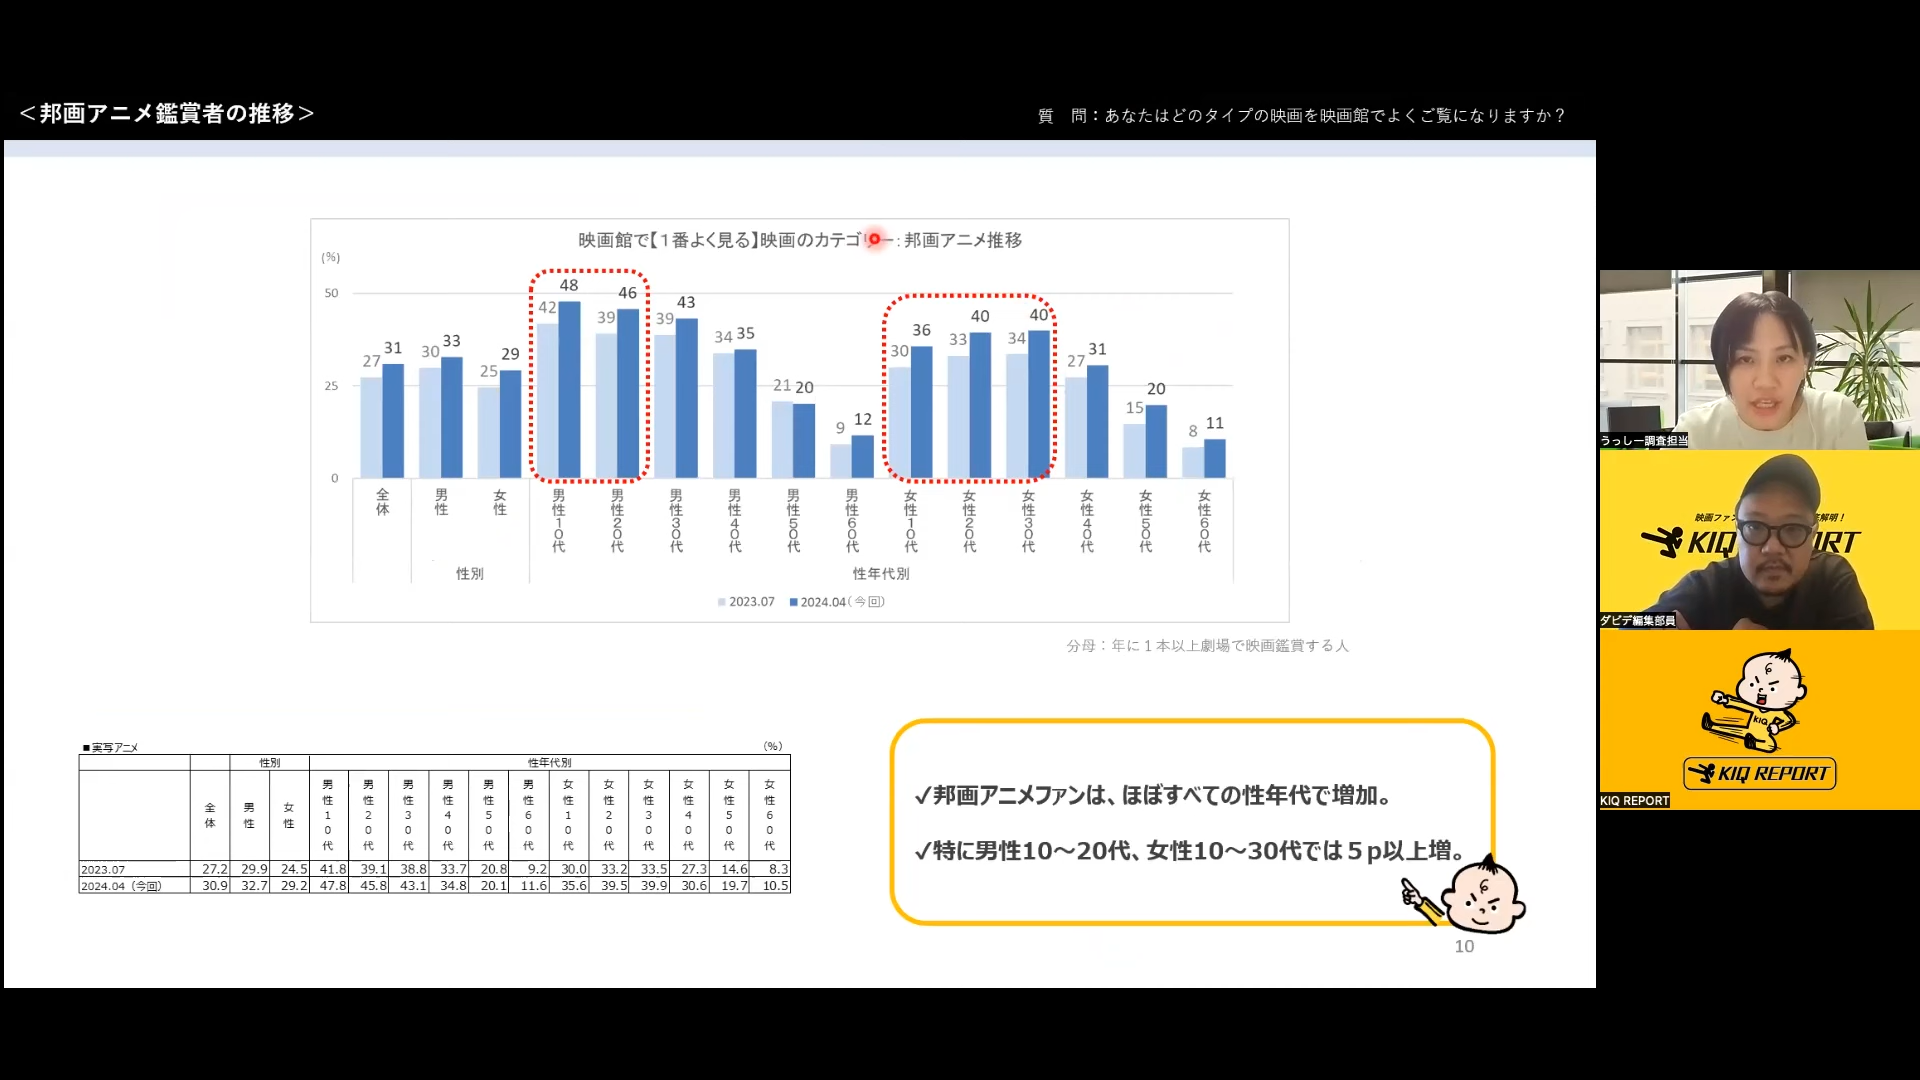 ＜邦画アニメ鑑賞者の推移＞
質　問：あなたはどのタイプの映画を映画館でよくご覧になりますか？
映画館で【1番よく見る】映画のカテゴリー：邦画アニメ推移
(%)
50
25
0
27 31 30 33 25 29 42 48 39 46 39 43 34 35 21 20 9 12 30 36 33 40 34 40 27 31 15 20 8 11
全体 男性 女性 男性10代 男性20代 男性30代 男性40代 男性50代 男性60代 女性10代 女性20代 女性30代 女性40代 女性50代 女性60代
性別 性年代別
2023.07 2024.04（今回）
分母：年に１本以上劇場で映画鑑賞する人
■実写アニメ (%)
性別 性年代別
全体 男性 女性 男性10代 男性20代 男性30代 男性40代 男性50代 男性60代 女性10代 女性20代 女性30代 女性40代 女性50代 女性60代
2023.07 27.2 29.9 24.5 41.8 39.1 38.8 33.7 20.8 9.2 30.0 33.2 33.5 27.3 14.6 8.3
2024.04（今回） 30.9 32.7 29.2 47.8 45.8 43.1 34.8 20.1 11.6 35.6 39.5 39.9 30.6 19.7 10.5
✓邦画アニメファンは、ほぼすべての性年代で増加。
✓特に男性10～20代、女性10～30代では５p以上増。
10
うっしー調査担当
映画ファン
解明！
KIQ
RT
ダビデ編集部員
KIQ
KIQ REPORT
KIQ REPORT